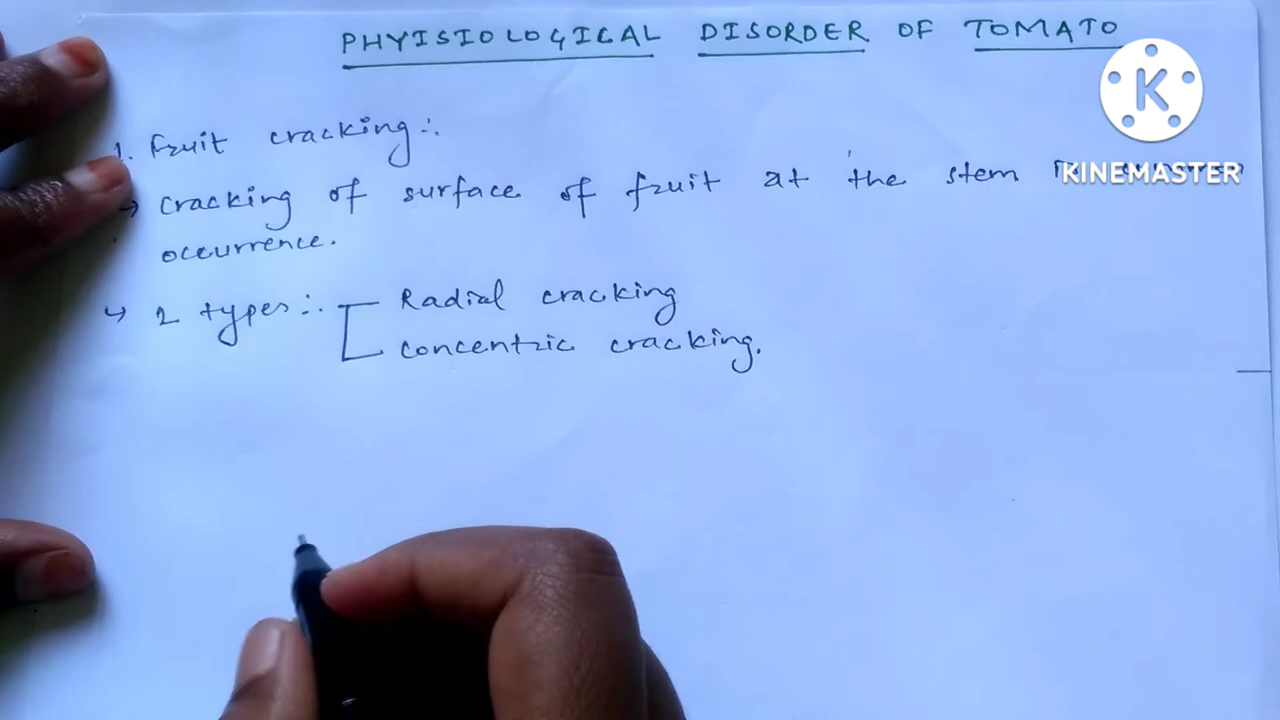 PHYISIOLOGICAL DISORDER OF TOMATO
K
KINEMASTER
1. Fruit cracking:-
→ cracking of surface of fruit at the stem
occurrence.
↳ 2 types:- Radial cracking
concentric cracking.